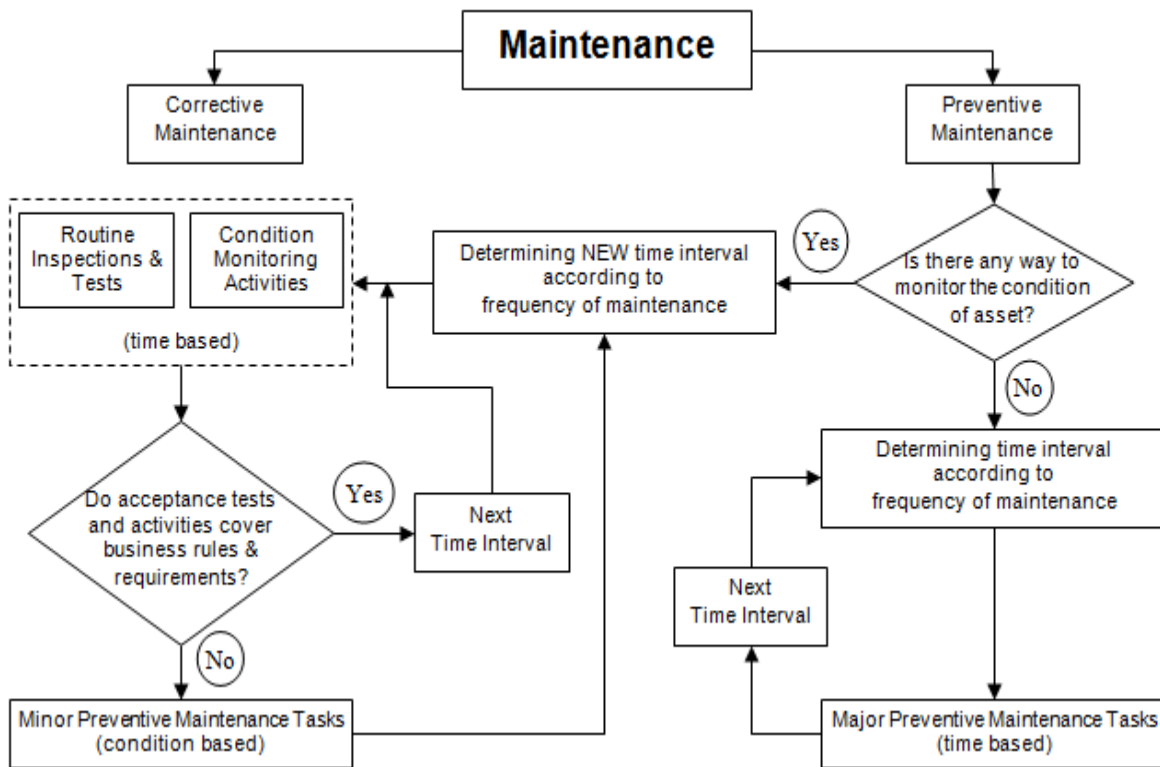 Maintenance
Corrective
Maintenance
Preventive
Maintenance
Routine
Inspections &
Tests
Condition
Monitoring
Activities
(time based)
Determining NEW time interval
according to
frequency of maintenance
Yes
Is there any way to
monitor the condition
of asset?
No
Determining time interval
according to
frequency of maintenance
Do acceptance tests
and activities cover
business rules &
requirements?
Yes
Next
Time Interval
Next
Time Interval
No
Minor Preventive Maintenance Tasks
(condition based)
Major Preventive Maintenance Tasks
(time based)